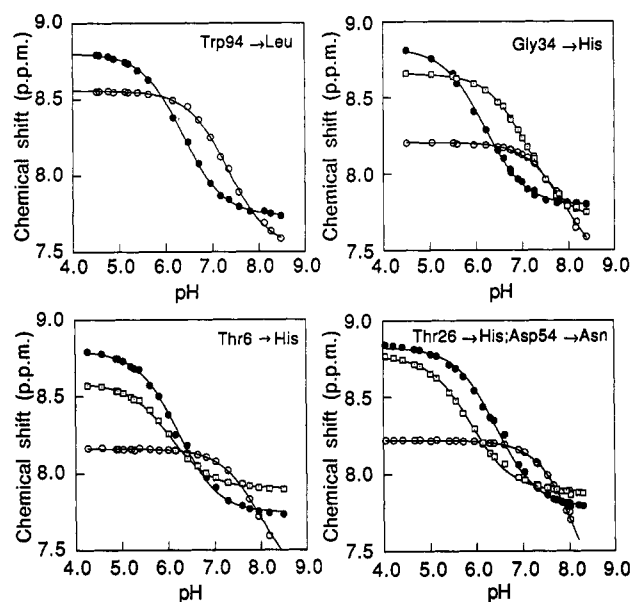 Trp94 → Leu
Chemical shift (p.p.m.)
9.0
8.5
8.0
7.5
4.0 5.0 6.0 7.0 8.0 9.0
pH
Gly34 → His
Chemical shift (p.p.m.)
9.0
8.5
8.0
7.5
4.0 5.0 6.0 7.0 8.0 9.0
pH
Thr6 → His
Chemical shift (p.p.m.)
9.0
8.5
8.0
7.5
4.0 5.0 6.0 7.0 8.0 9.0
pH
Thr26 → His;Asp54 → Asn
Chemical shift (p.p.m.)
9.0
8.5
8.0
7.5
4.0 5.0 6.0 7.0 8.0 9.0
pH